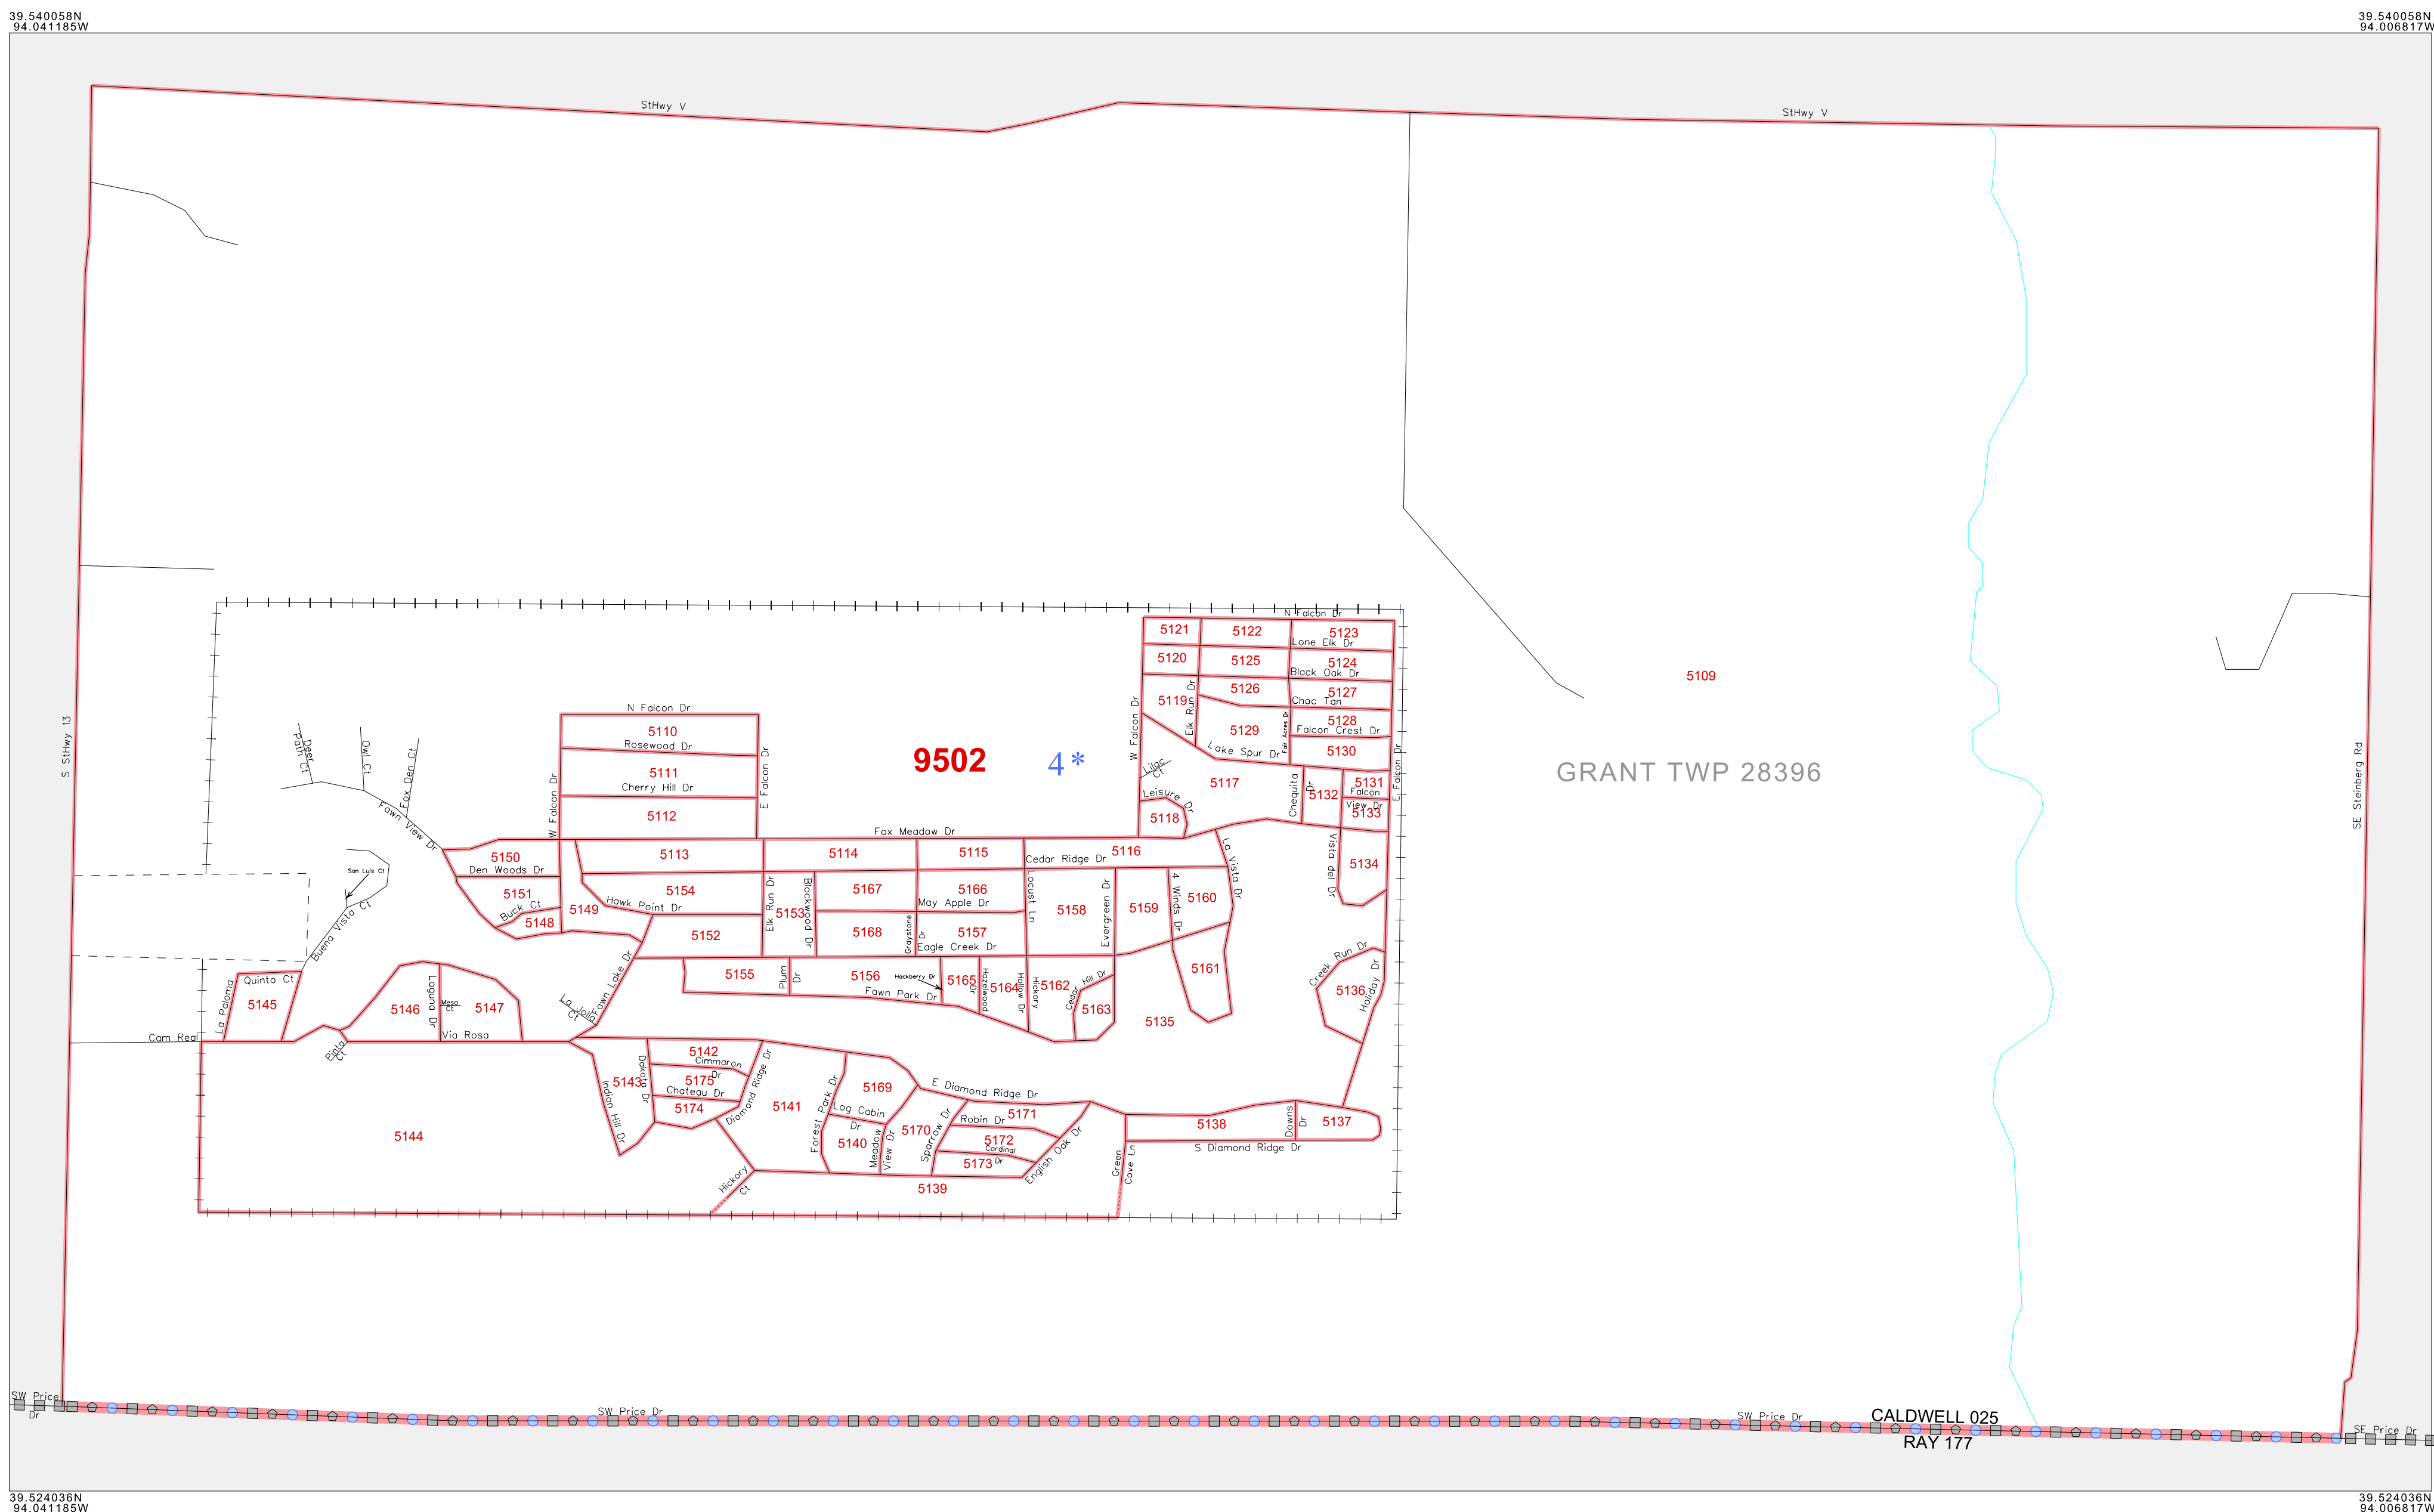 39.540058N
94.041185W
39.540058N
94.006817W
StHwy V
StHwy V
N Falcon Dr
5121
5122
5123
Lone Elk Dr
5120
5125
5124
Black Oak Dr
5126
5127
5119
Elk Run Dr
Choc Tan
5109
N Falcon Dr
5110
W Falcon Dr
5129
Fair Acres Dr
5128
Falcon Crest Dr
5130
Lake Spur Dr
Rosewood Dr
S StHwy 13
Deer
Path Ct
Owl Ct
Fox Den Ct
9502
4*
GRANT TWP 28396
SE Steinberg Rd
5111
Cherry Hill Dr
E Falcon Dr
W Falcon Dr
5112
Lilac
Ct
5117
Chequita
Dr
5132
5131
Falcon
View Dr
5133
E Falcon Dr
Leisure Dr
5118
Fawn View Dr
Fox Meadow Dr
5150
Den Woods Dr
5113
5114
5115
5116
Cedar Ridge Dr
La Vista Dr
Vista del Dr
5134
San Luis Ct
5151
Buck Ct
5148
5149
5154
Hawk Point Dr
Elk Run Dr
5153
Blockwood Dr
5167
5166
May Apple Dr
Locust Ln
5158
Evergreen Dr
5159
4 Winds Dr
5160
Buena Vista Ct
5152
5168
Graystone
Dr
5157
Eagle Creek Dr
Fawn Lake Dr
5155
Plum
Dr
5156
Hackberry Dr
Fawn Park Dr
5165
Hazelwood
Dr
5164
Hollow Dr
Hickory
5162
Cedar Hill Dr
5163
5161
Creek Run Dr
5136
Holiday Dr
Quinto Ct
La Paloma
5145
5146
Laguna Dr
Mesa
Ct
5147
La Jolla
Ct
5135
Cam Real
Via Rosa
Piata
Ct
5142
Cimmaron
Dr
5143
Dakota Dr
5175
Chateau Dr
5174
Indian Hill Dr
Diamond Ridge Dr
5141
Forest Park Dr
5169
Log Cabin
Dr
5140
Meadow
View Dr
5170
E Diamond Ridge Dr
Sparrow Dr
5171
Robin Dr
5172
Cardinal
Dr
5173
English Oak Dr
5138
Downs
Dr
5137
S Diamond Ridge Dr
5144
Green
Cove Ln
Hickory
Ct
5139
SW Price
Dr
SW Price Dr
SW Price Dr
CALDWELL 025
RAY 177
SE Price Dr
39.524036N
94.041185W
39.524036N
94.006817W